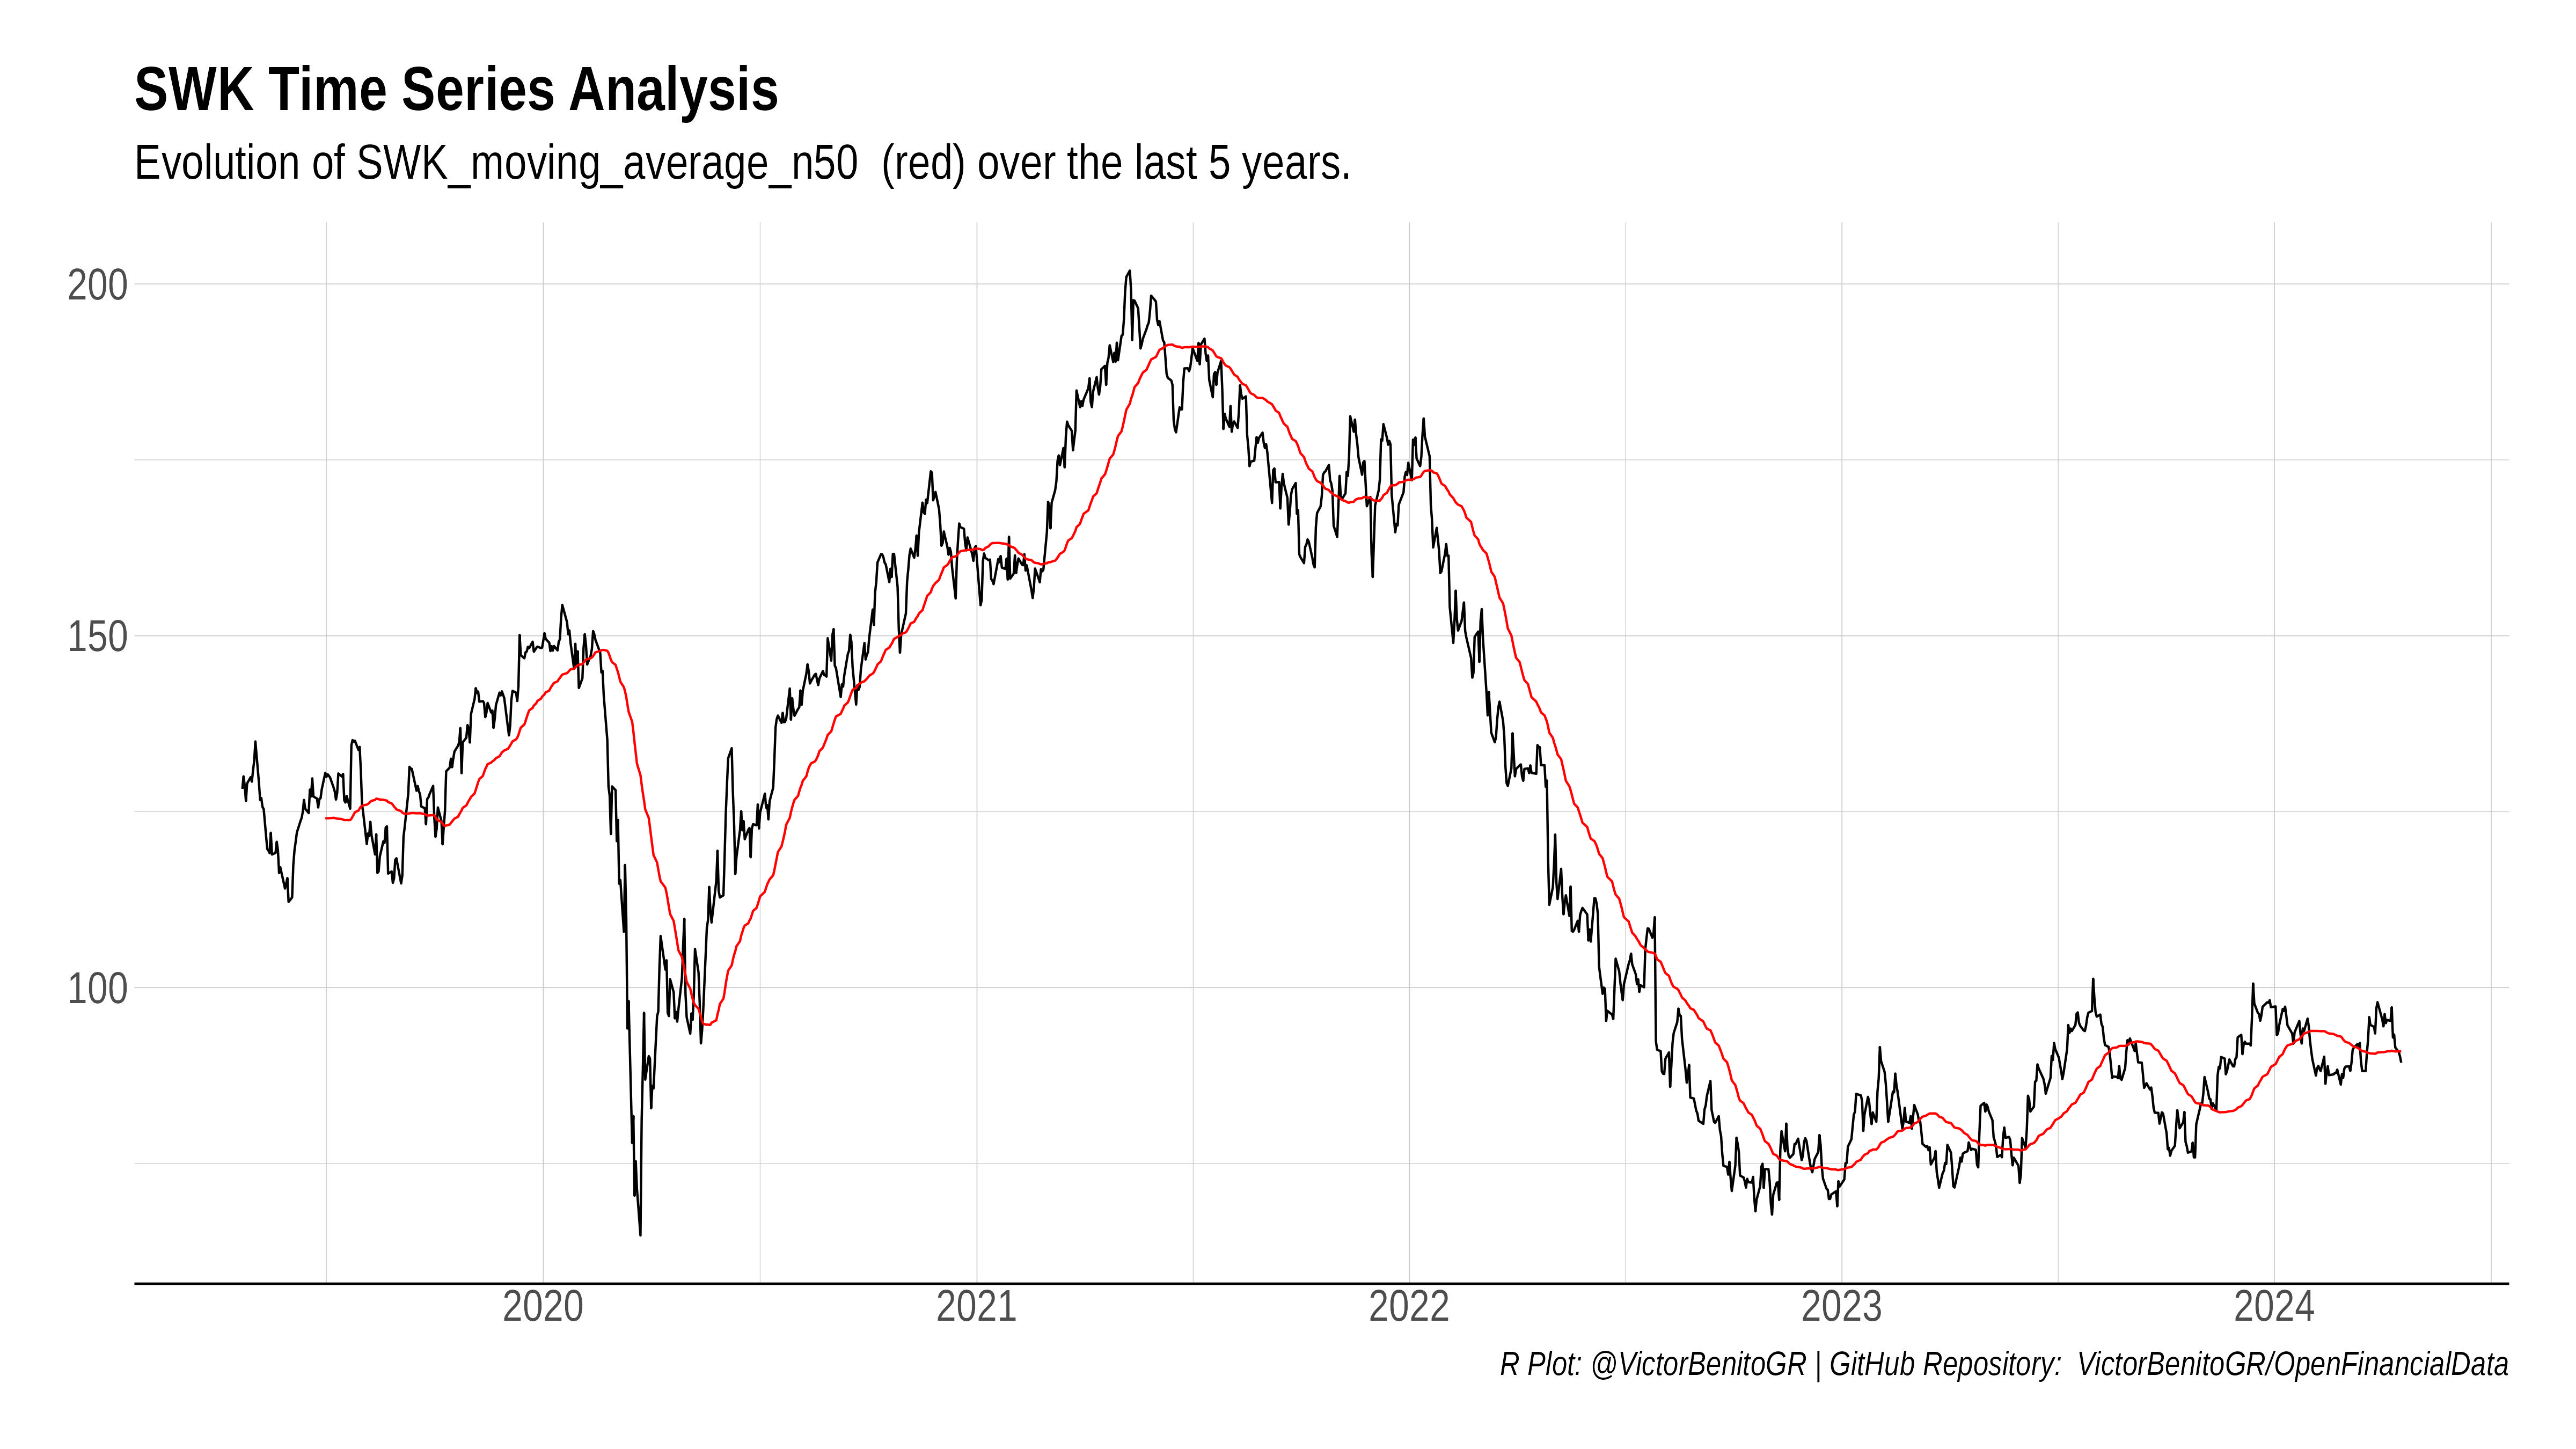 SWK Time Series Analysis
Evolution of SWK_moving_average_n50  (red) over the last 5 years.
200
150
100
2020 2021 2022 2023 2024
R Plot: @VictorBenitoGR | GitHub Repository:  VictorBenitoGR/OpenFinancialData